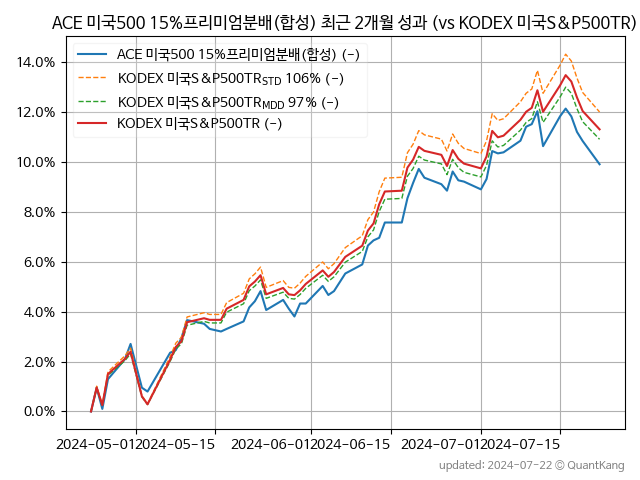 ACE 미국500 15%프리미엄분배(합성) 최근 2개월 성과 (vs KODEX 미국S&P500TR)
ACE 미국500 15%프리미엄분배(합성) (-)
KODEX 미국S&P500TR_STD 106% (-)
KODEX 미국S&P500TR_MDD 97% (-)
KODEX 미국S&P500TR (-)
14.0%
12.0%
10.0%
8.0%
6.0%
4.0%
2.0%
0.0%
2024-05-01 2024-05-15 2024-06-01 2024-06-15 2024-07-01 2024-07-15
updated: 2024-07-22 © QuantKang